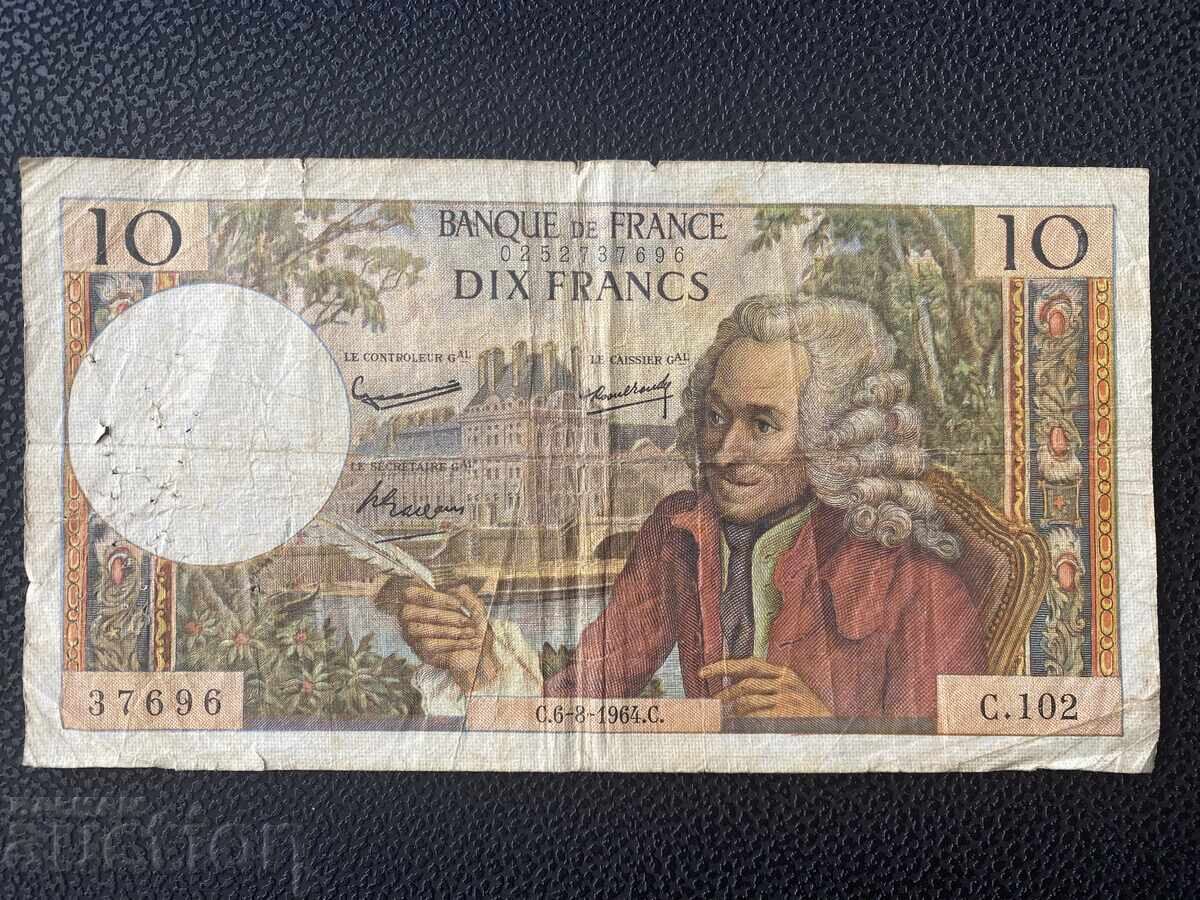 10
BANQUE DE FRANCE
10
0252737696
DIX FRANCS
LE CONTROLEUR GAL
LE CAISSIER GAL
LE SECRÉTAIRE GAL
37696
C.6-8-1964.C.
C.102
auction